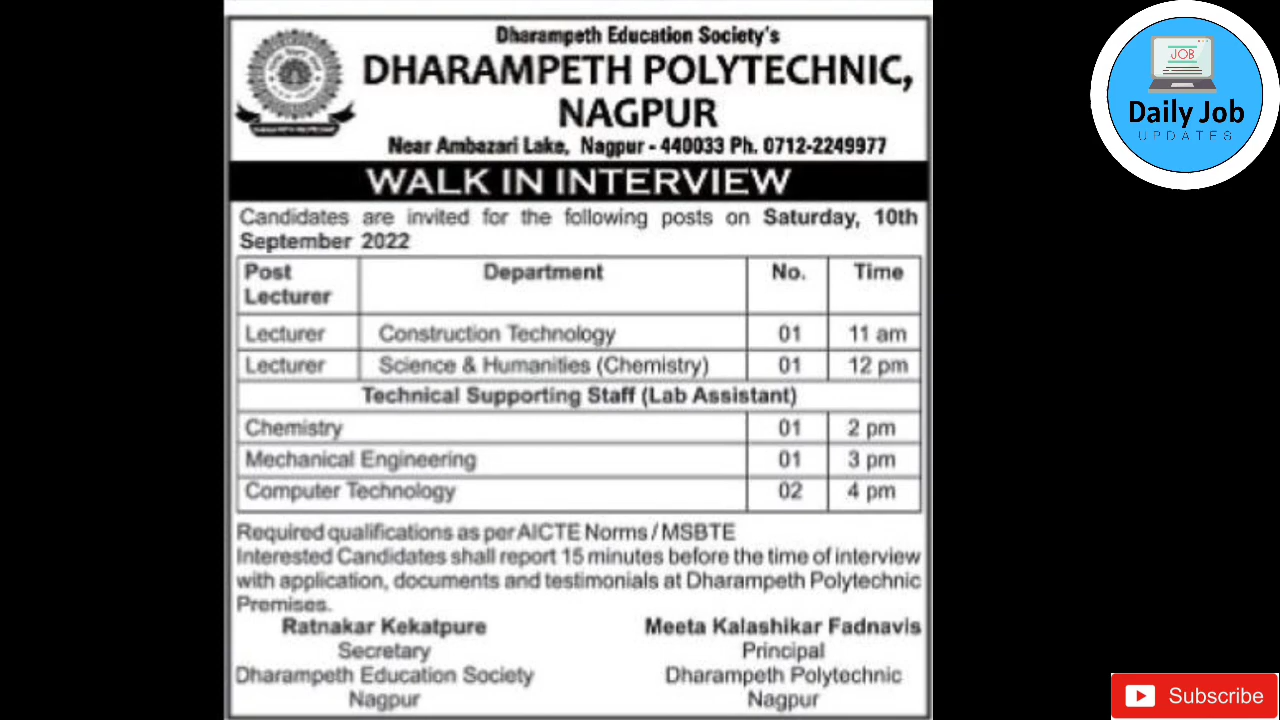 Dharampeth Education Society's
DHARAMPETH POLYTECHNIC,
NAGPUR
Near Ambazari Lake, Nagpur - 440033 Ph. 0712-2249977
WALK IN INTERVIEW
Candidates are invited for the following posts on Saturday, 10th
September 2022
Post Lecturer Department No. Time
Lecturer Construction Technology 01 11 am
Lecturer Science & Humanities (Chemistry) 01 12 pm
Technical Supporting Staff (Lab Assistant)
Chemistry 01 2 pm
Mechanical Engineering 01 3 pm
Computer Technology 02 4 pm
Required qualifications as per AICTE Norms / MSBTE
Interested Candidates shall report 15 minutes before the time of interview
with application, documents and testimonials at Dharampeth Polytechnic
Premises.
Ratnakar Kekatpure
Secretary
Dharampeth Education Society
Nagpur
Meeta Kalashikar Fadnavis
Principal
Dharampeth Polytechnic
Nagpur
JOB
Daily Job
UPDATES
Subscribe